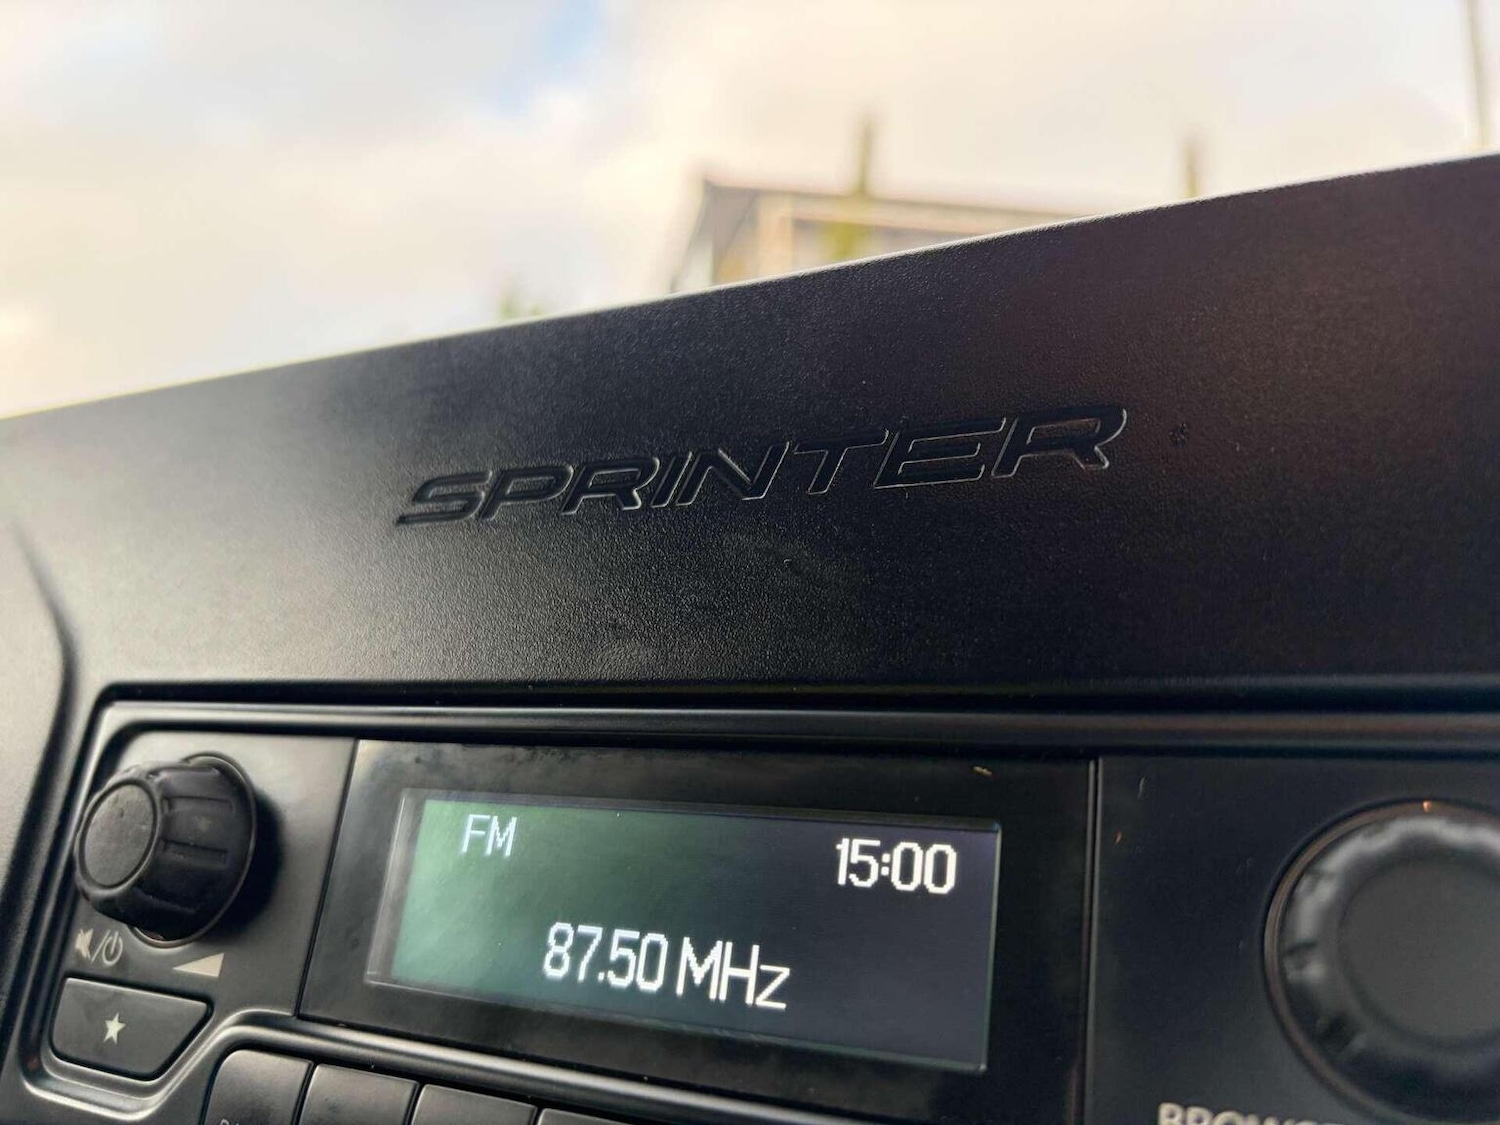 SPRINTER
FM
15:00
87.50 MHz